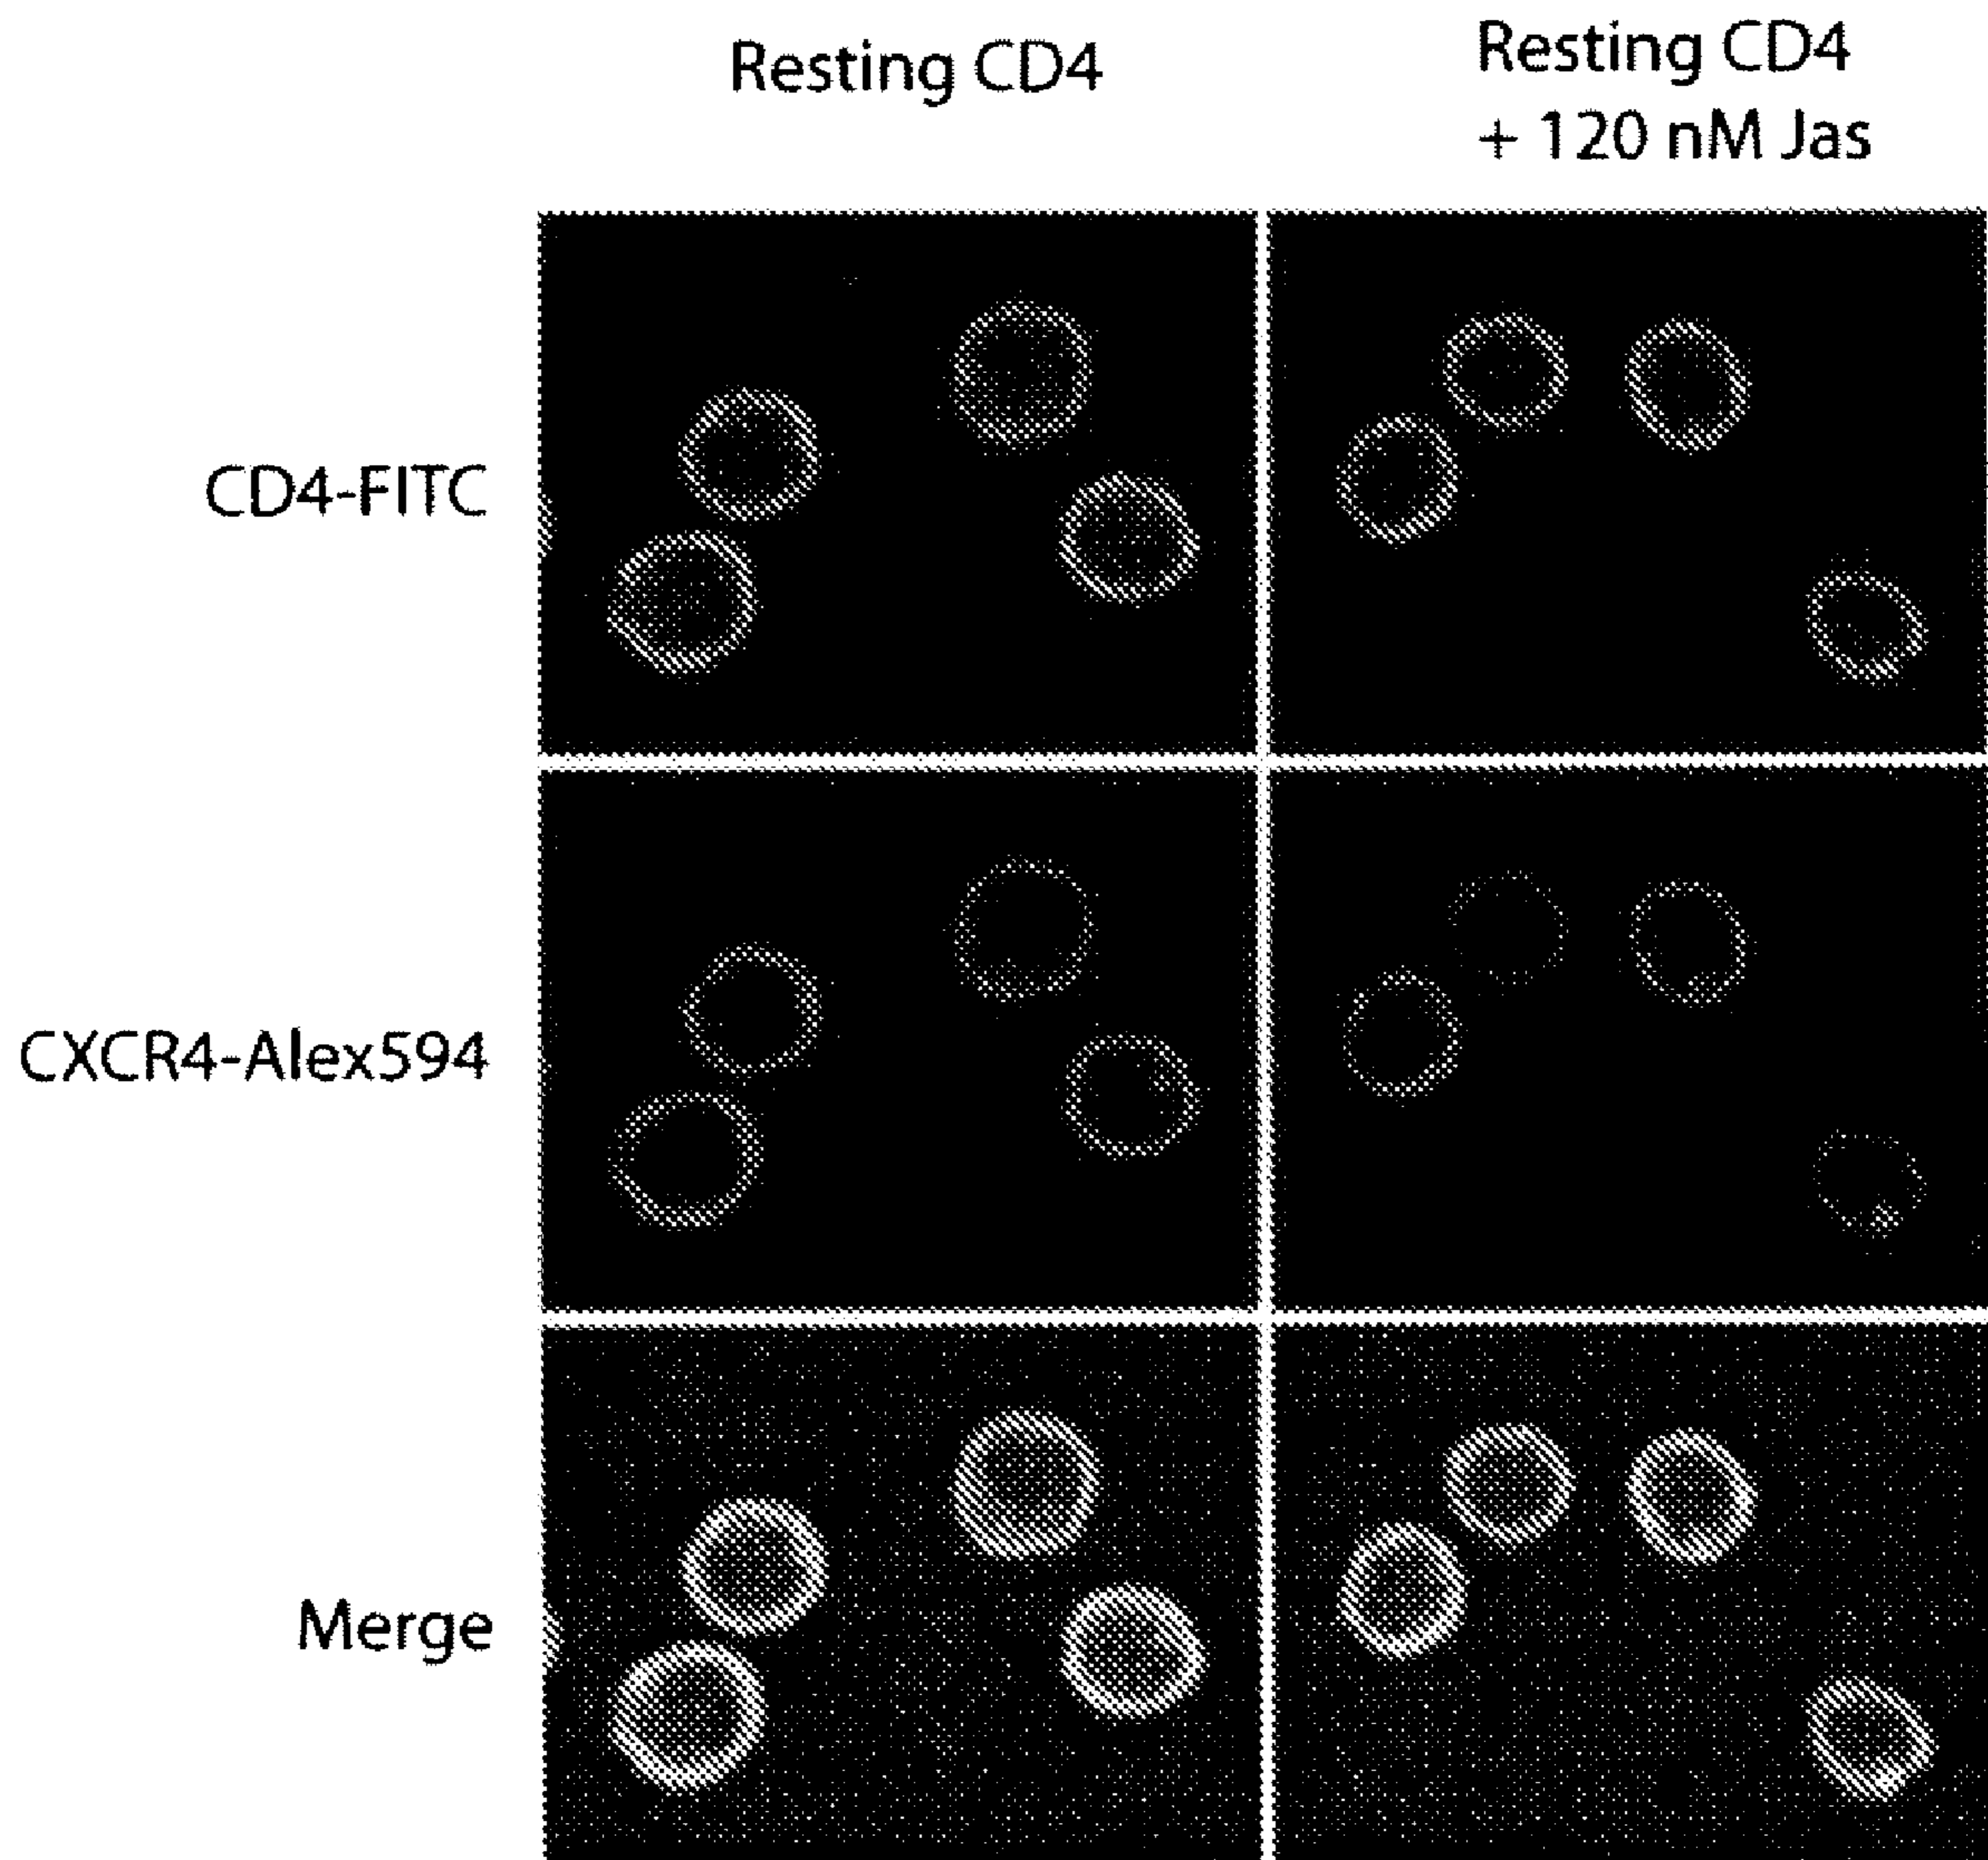 Resting CD4
Resting CD4
+ 120 nM Jas
CD4-FITC
CXCR4-Alex594
Merge